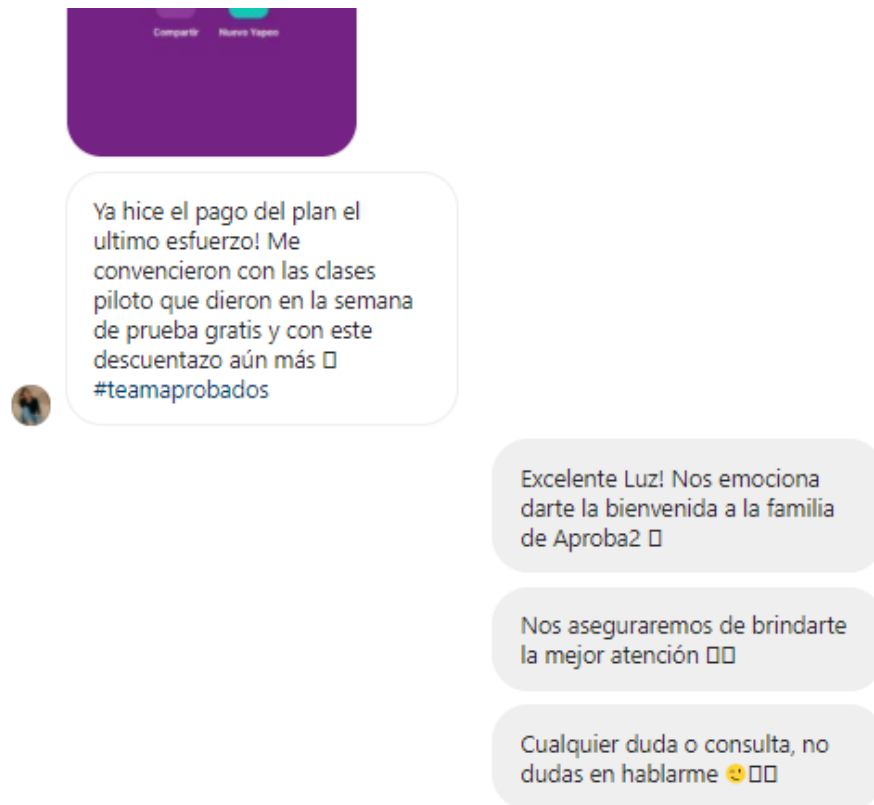 Compartir Nuevo Yapeo
Ya hice el pago del plan el
ultimo esfuerzo! Me
convencieron con las clases
piloto que dieron en la semana
de prueba gratis y con este
descuentazo aún más
#teamaprobados
Excelente Luz! Nos emociona
darte la bienvenida a la familia
de Aproba2
Nos aseguraremos de brindarte
la mejor atención
Cualquier duda o consulta, no
dudas en hablarme 😉